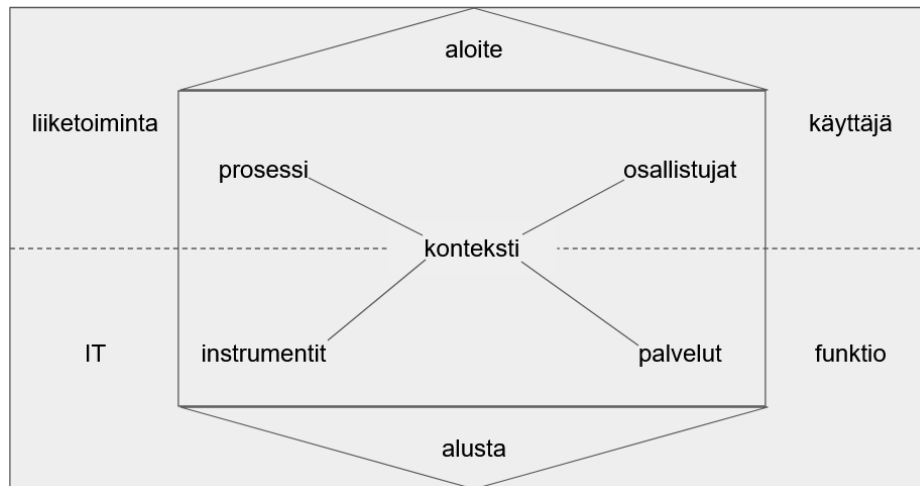 aloite
liiketoiminta
käyttäjä
prosessi
osallistujat
konteksti
IT
instrumentit
palvelut
funktio
alusta